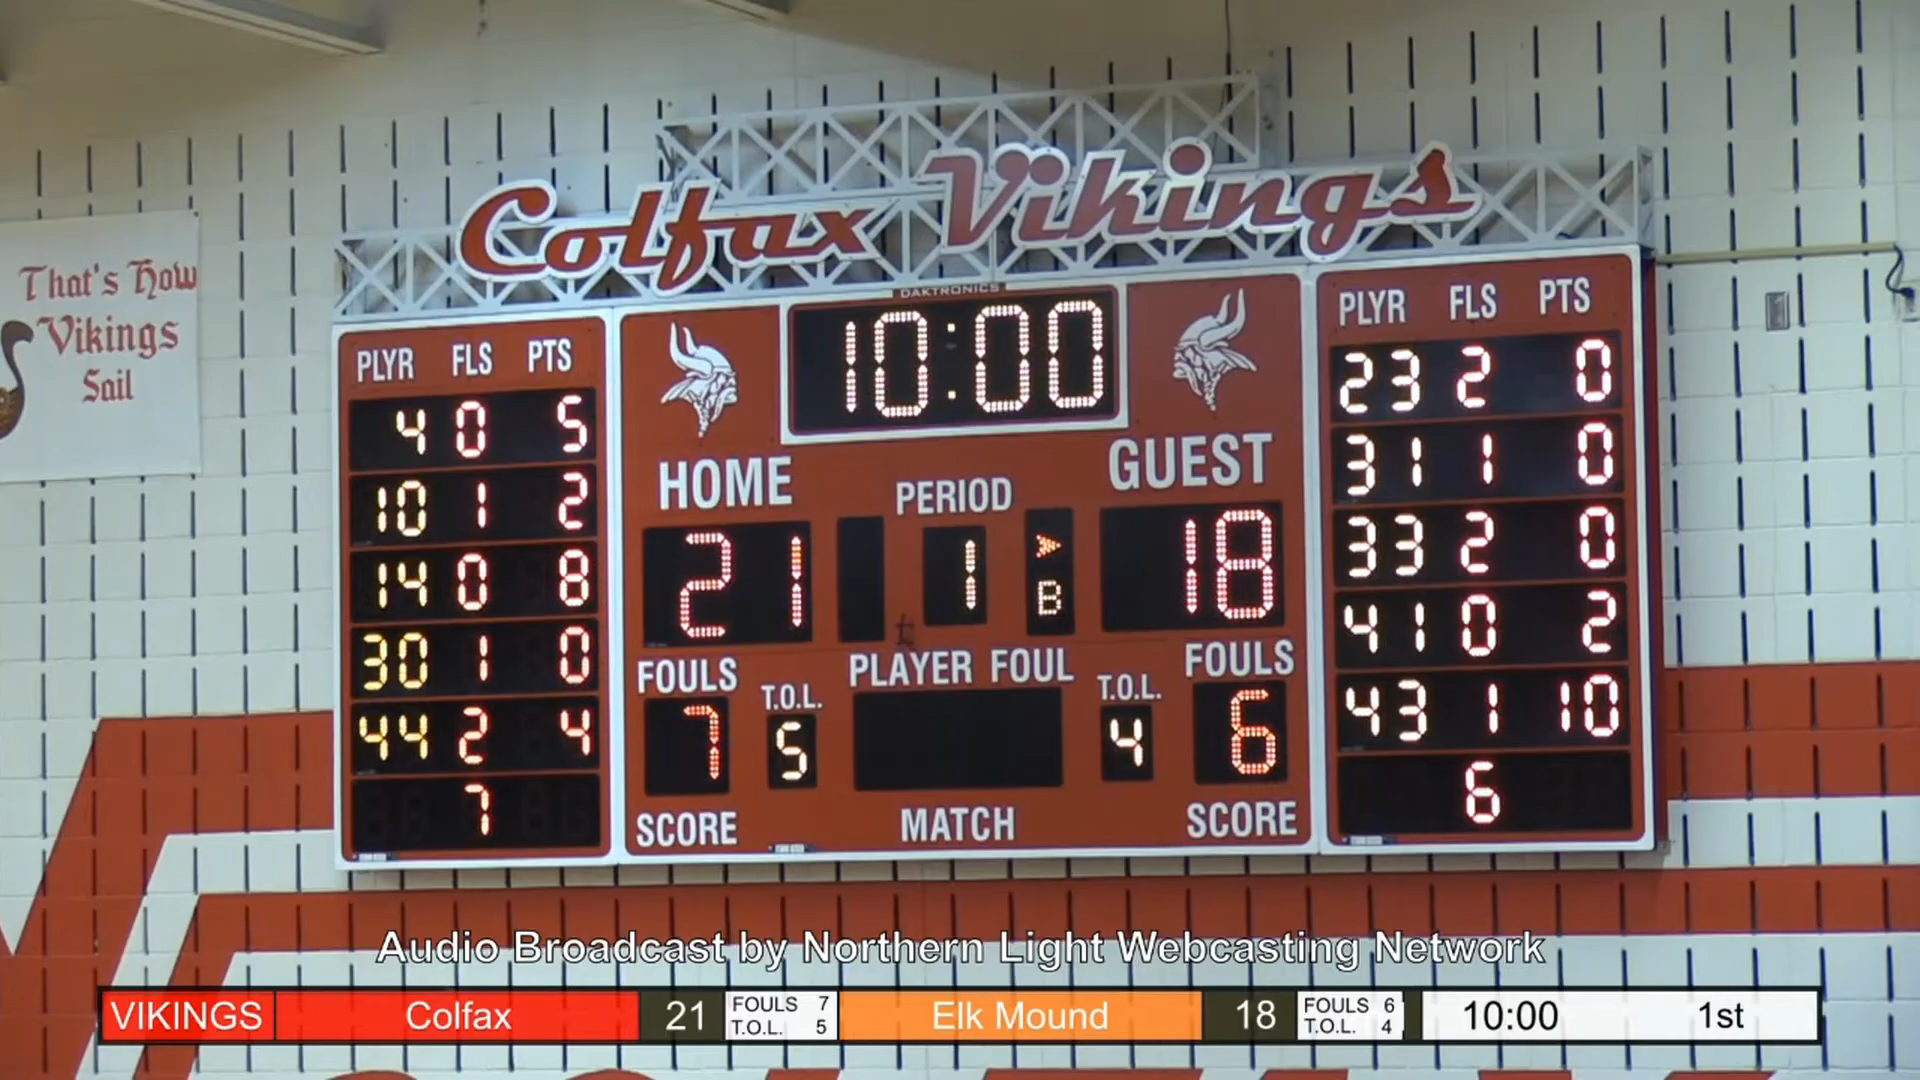 Colfax Vikings
That's How
Vikings
Sail
DAKTRONICS
10:00
PLYR FLS PTS
4 0 5
10 1 2
14 0 8
30 1 0
44 2 4
7
HOME
21
PERIOD
1
B
GUEST
18
FOULS
7
T.O.L.
5
PLAYER FOUL
T.O.L.
4
FOULS
6
SCORE
MATCH
SCORE
PLYR FLS PTS
23 2 0
31 1 0
33 2 0
41 0 2
43 1 10
6
Audio Broadcast by Northern Light Webcasting Network
VIKINGS Colfax 21 FOULS 7 T.O.L. 5 Elk Mound 18 FOULS 6 T.O.L. 4 10:00 1st